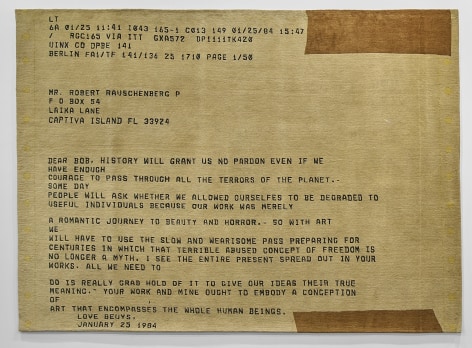 LT
6A 01/25 11:41 I043 165-1 C013 149 01/25/84 15:47
/ RGC165 VIA ITT GXA572 DPIIIITK420
UINX CO DPBE 141
BERLIN FA1/TF 141/136 25 1710 PAGE 1/50
MR. ROBERT RAUSCHENBERG P
P O BOX 54
LAIKA LANE
CAPTIVA ISLAND FL 33924
DEAR BOB, HISTORY WILL GRANT US NO PARDON EVEN IF WE
HAVE ENOUGH
COURAGE TO PASS THROUGH ALL THE TERRORS OF THE PLANET.-
SOME DAY
PEOPLE WILL ASK WHETHER WE ALLOWED OURSELFES TO BE DEGRADED TO
USEFUL INDIVIDUALS BECAUSE OUR WORK WAS MERELY
A ROMANTIC JOURNEY TO BEAUTY AND HORROR.- SO WITH ART
WE
WILL HAVE TO USE THE SLOW AND WEARISOME PASS PREPARING FOR
CENTURIES IN WHICH THAT TERRIBLE ABUSED CONCEPT OF FREEDOM IS
NO LONGER A MYTH. I SEE THE ENTIRE PRESENT SPREAD OUT IN YOUR
WORKS. ALL WE NEED TO
DO IS REALLY GRAB HOLD OF IT TO GIVE OUR IDEAS THEIR TRUE
MEANING.- YOUR WORK AND MINE OUGHT TO EMBODY A CONCEPTION
OF
ART THAT ENCOMPASSES THE WHOLE HUMAN BEINGS.
LOVE BEUYS.
JANUARY 25 1984